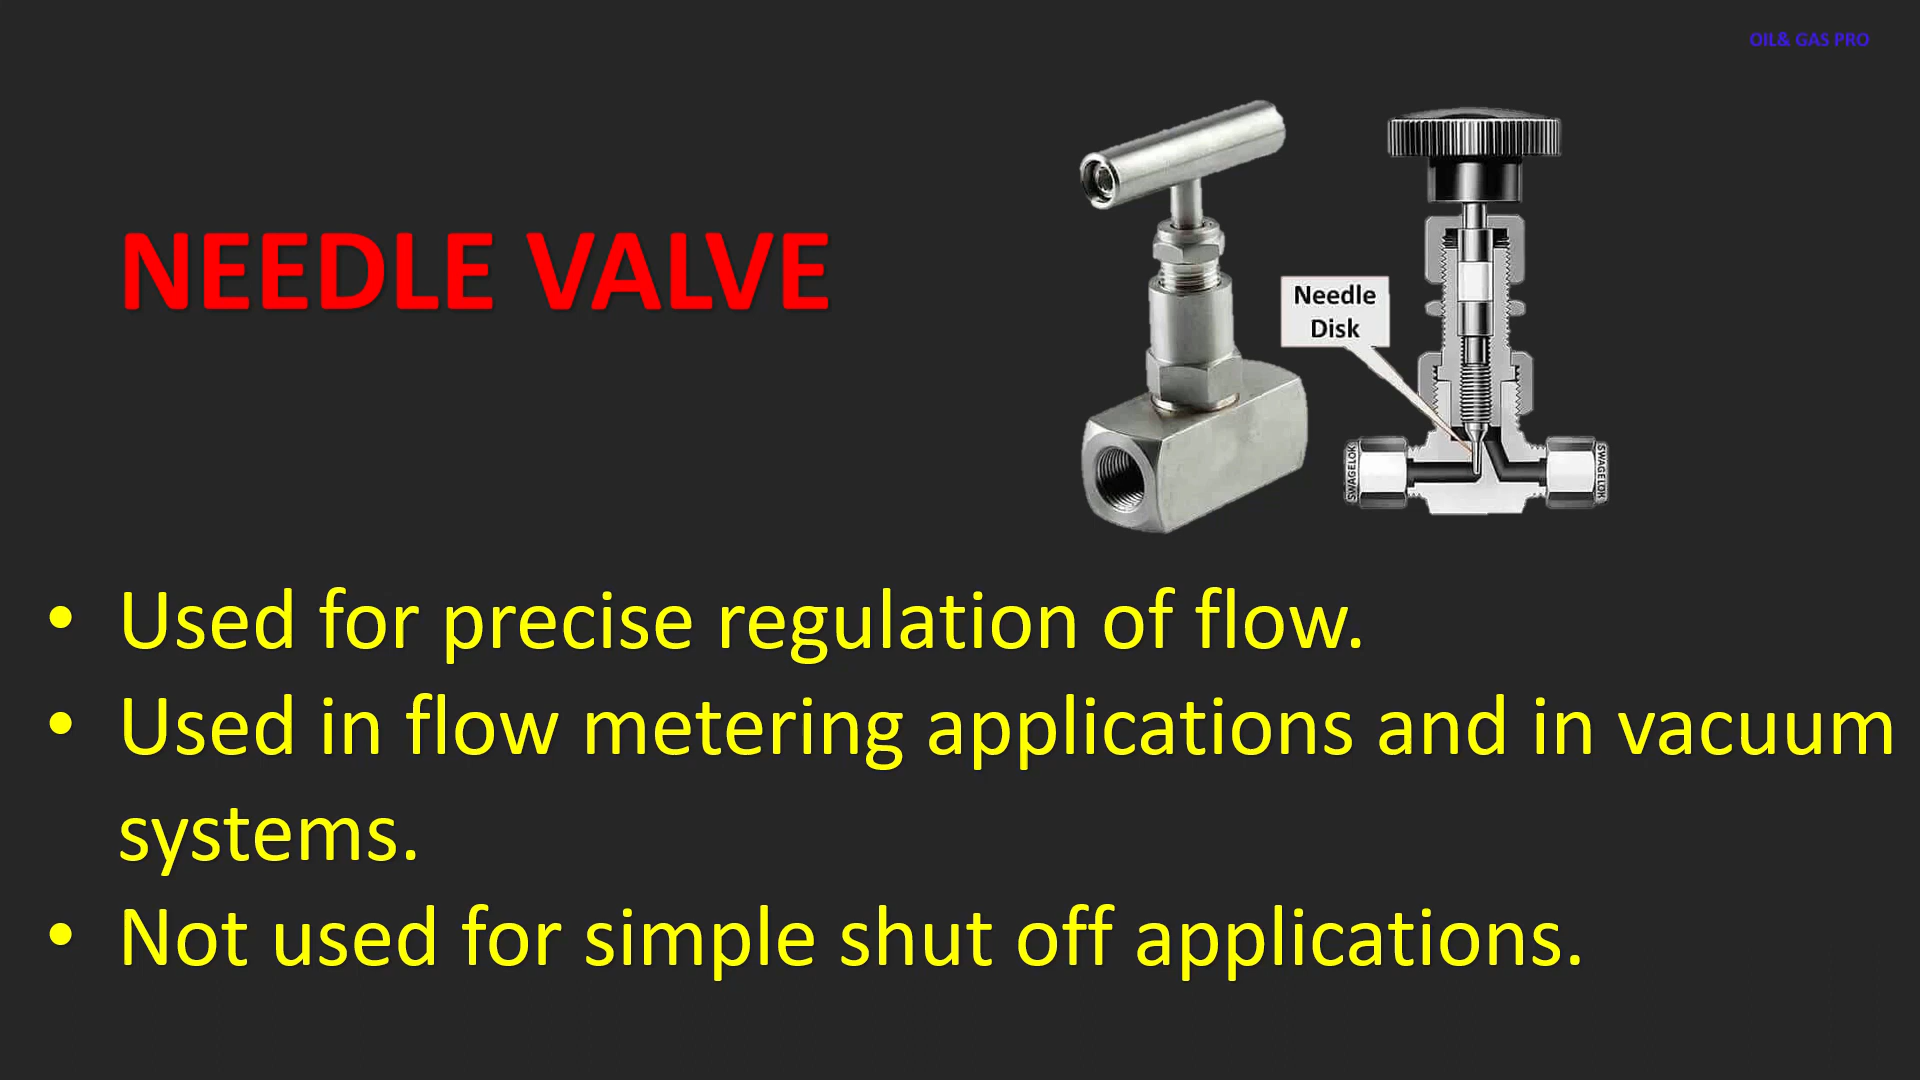 OIL& GAS PRO
NEEDLE VALVE
Needle
Disk
SWAGELOK
SWAGELOK
• Used for precise regulation of flow.
• Used in flow metering applications and in vacuum
systems.
• Not used for simple shut off applications.